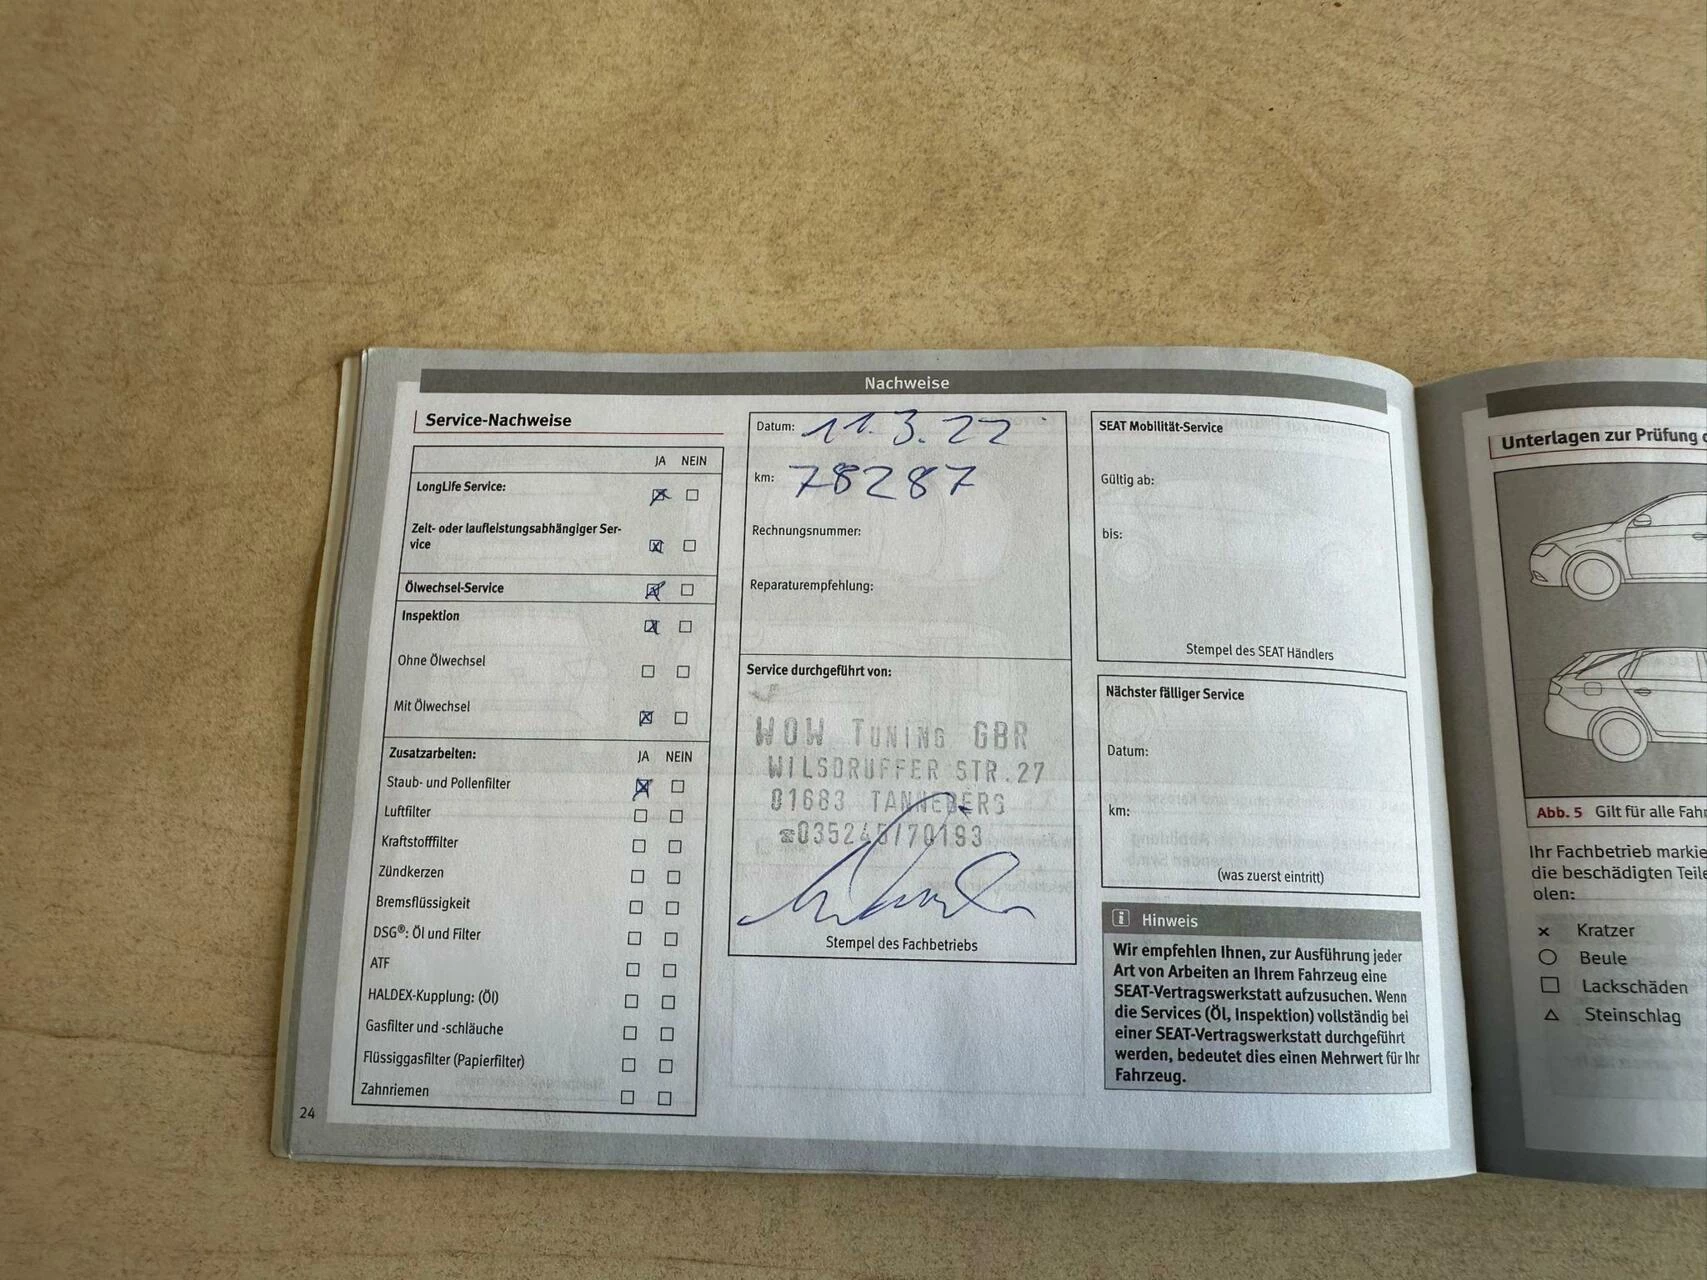 Nachweise
Service-Nachweise
JA NEIN
LongLife Service:
Zeit- oder laufleistungsabhängiger Ser-
vice
Ölwechsel-Service
Inspektion
Ohne Ölwechsel
Mit Ölwechsel
Zusatzarbeiten: JA NEIN
Staub- und Pollenfilter
Luftfilter
Kraftstofffilter
Zündkerzen
Bremsflüssigkeit
DSG®: Öl und Filter
ATF
HALDEX-Kupplung: (Öl)
Gasfilter und -schläuche
Flüssiggasfilter (Papierfilter)
Zahnriemen
24
Datum: 11.3.22
km: 78287
Rechnungsnummer:
Reparaturempfehlung:
Service durchgeführt von:
WOW TUNING GBR
WILSDRUFFER STR.27
01683 TANNEBERG
☎035245/70193
Stempel des Fachbetriebs
SEAT Mobilität-Service
Gültig ab:
bis:
Stempel des SEAT Händlers
Nächster fälliger Service
Datum:
km:
(was zuerst eintritt)
i Hinweis
Wir empfehlen Ihnen, zur Ausführung jeder
Art von Arbeiten an Ihrem Fahrzeug eine
SEAT-Vertragswerkstatt aufzusuchen. Wenn
die Services (Öl, Inspektion) vollständig bei
einer SEAT-Vertragswerkstatt durchgeführt
werden, bedeutet dies einen Mehrwert für Ihr
Fahrzeug.
Unterlagen zur Prüfung
Abb. 5 Gilt für alle Fahr
Ihr Fachbetrieb markie
die beschädigten Teile
olen:
Kratzer
Beule
Lackschäden
Steinschlag